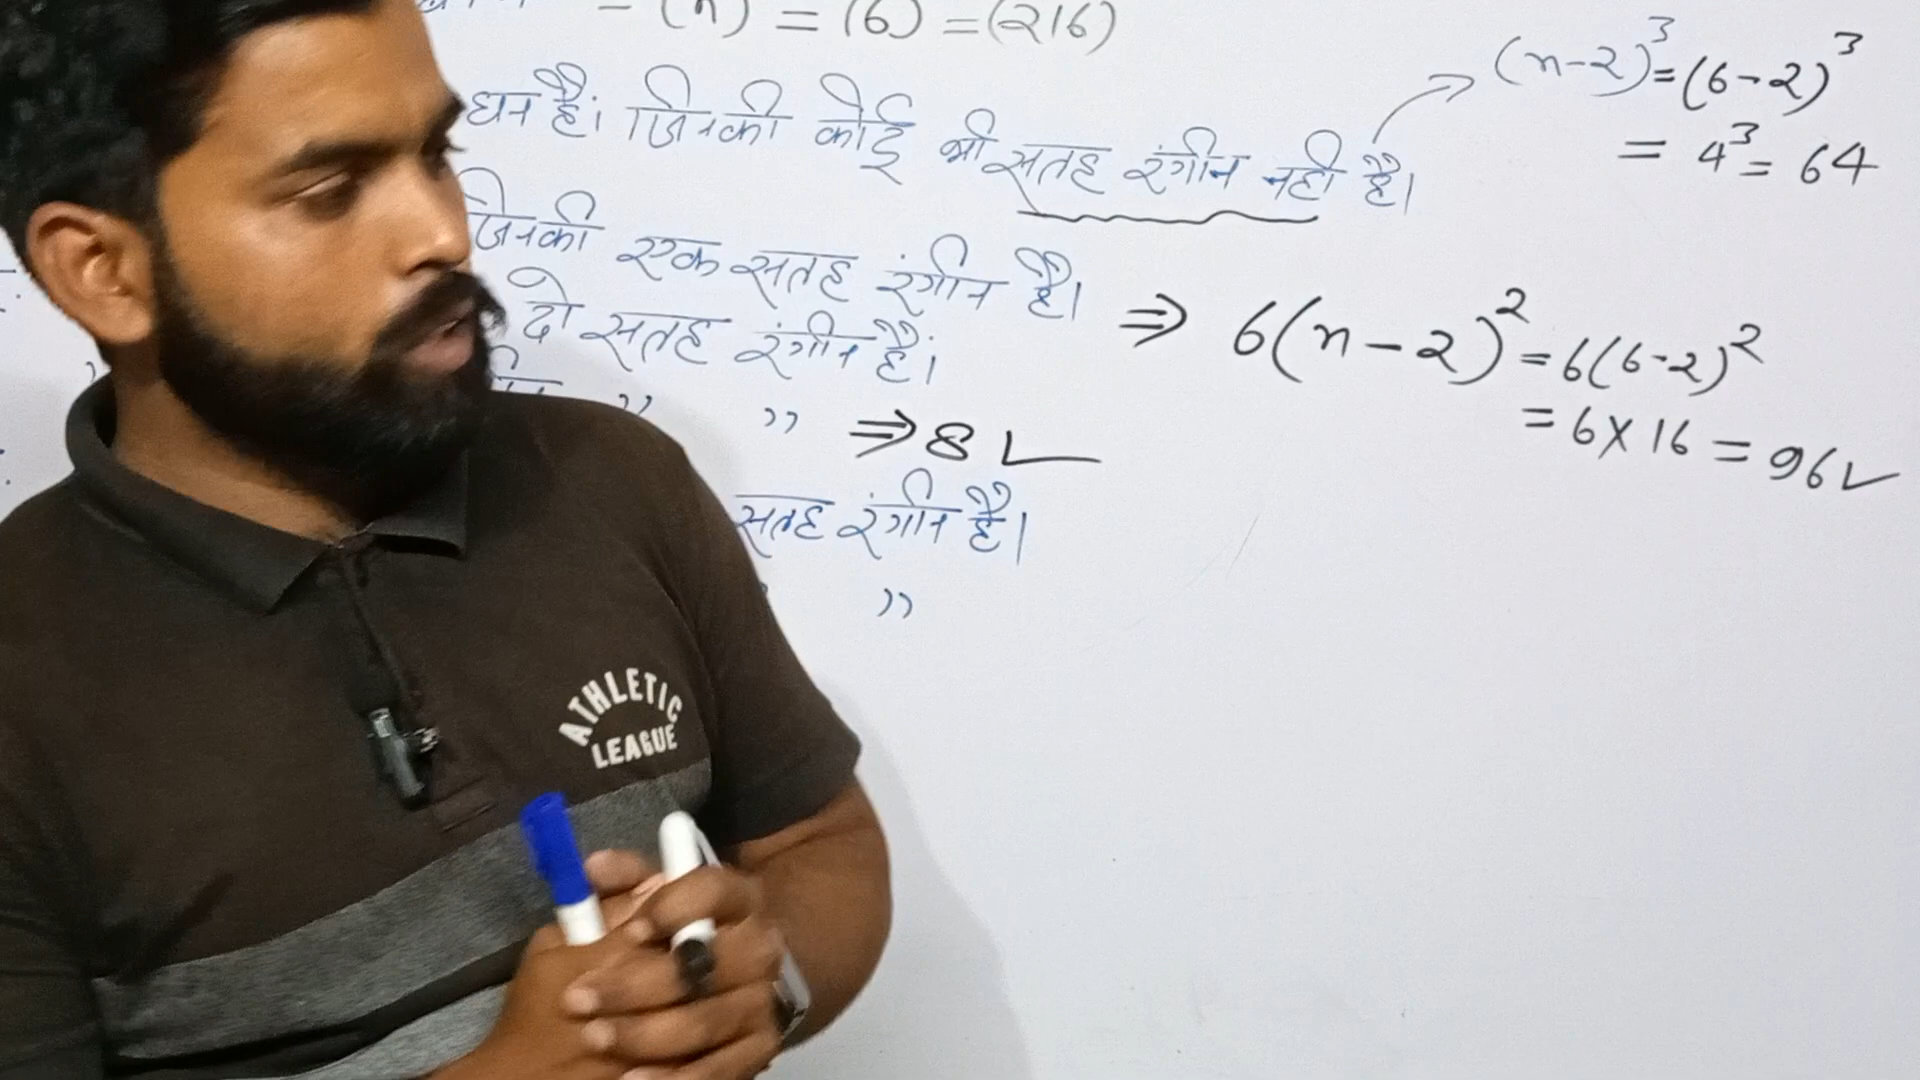 = (n) = (6) = (216)
(n-2)³ = (6-2)³
= 4³ = 64
घन है। जिनकी कोई भी सतह रंगीन नही है।
जिनकी एक सतह रंगीन है।
⇒ 6(n-2)² = 6(6-2)²
= 6 X 16 = 96 ✓
दो सतह रंगीन हैं।
" " ⇒ 8 ✓
सतह रंगीन है।
"
ATHLETIC
LEAGUE